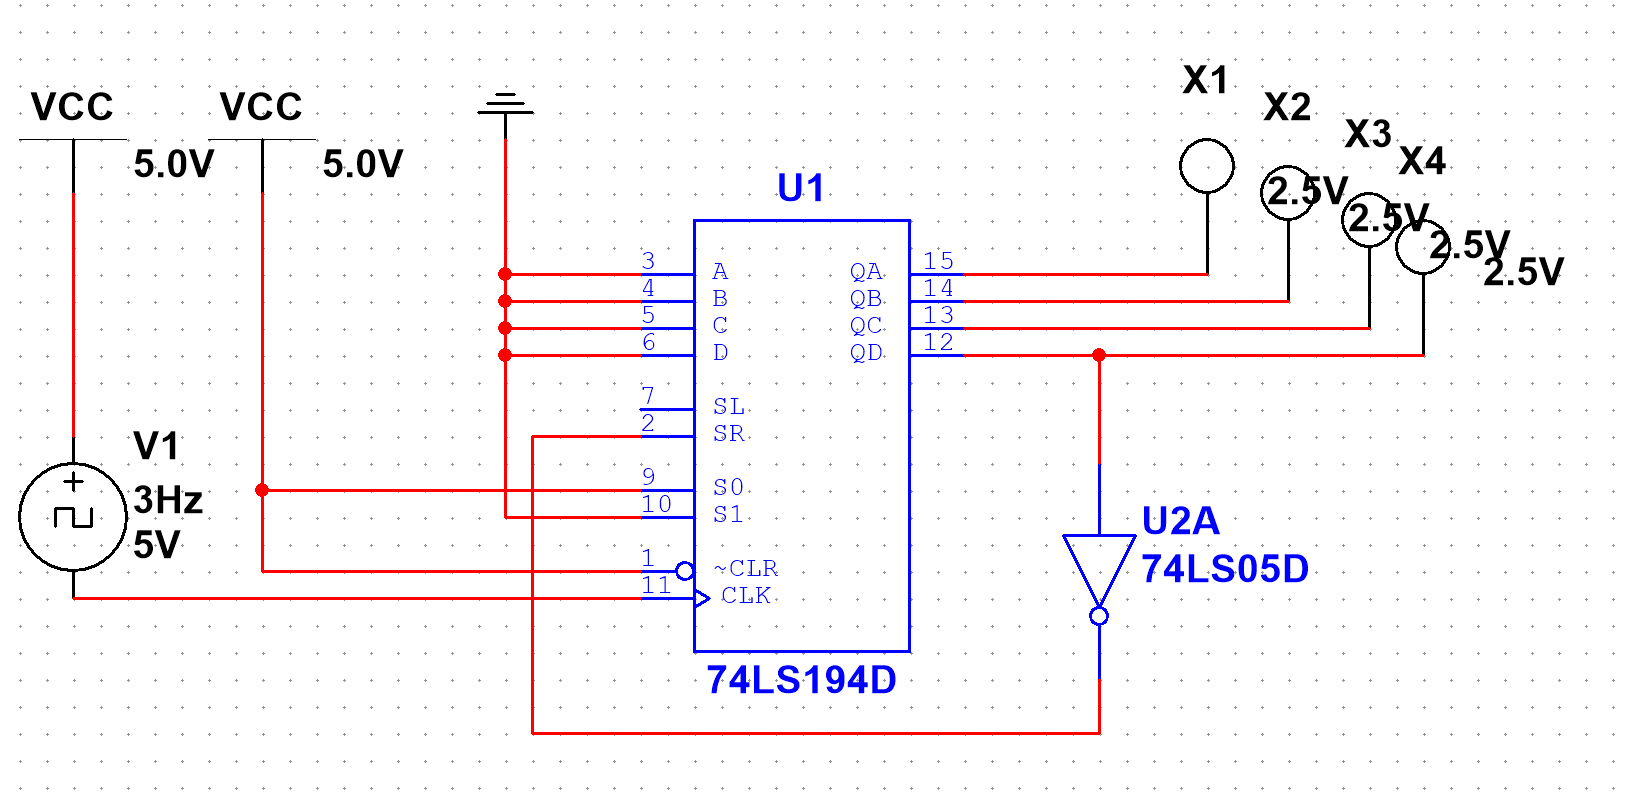 VCC
5.0V
VCC
5.0V
X1
X2
X3
X4
2.5V
2.5V
2.5V
2.5V
U1
3 A QA 15
4 B QB 14
5 C QC 13
6 D QD 12
7 SL
2 SR
9 S0
10 S1
1 ~CLR
11 CLK
74LS194D
V1
3Hz
5V
U2A
74LS05D